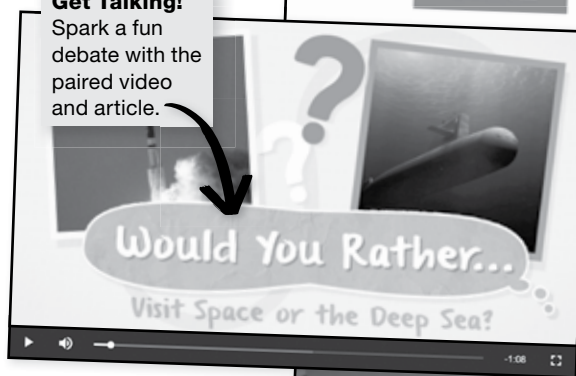 Get Talking!
Spark a fun
debate with the
paired video
and article.
Would You Rather...
Visit Space or the Deep Sea?
-1:08